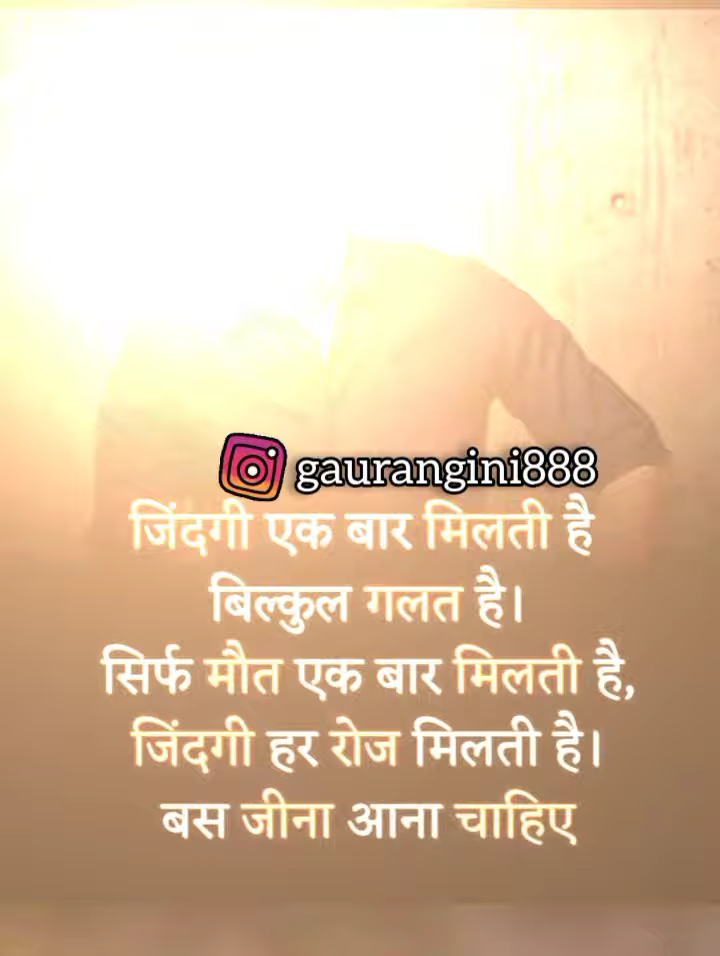 gaurangini888
जिंदगी एक बार मिलती है
बिल्कुल गलत है।
सिर्फ मौत एक बार मिलती है,
जिंदगी हर रोज मिलती है।
बस जीना आना चाहिए